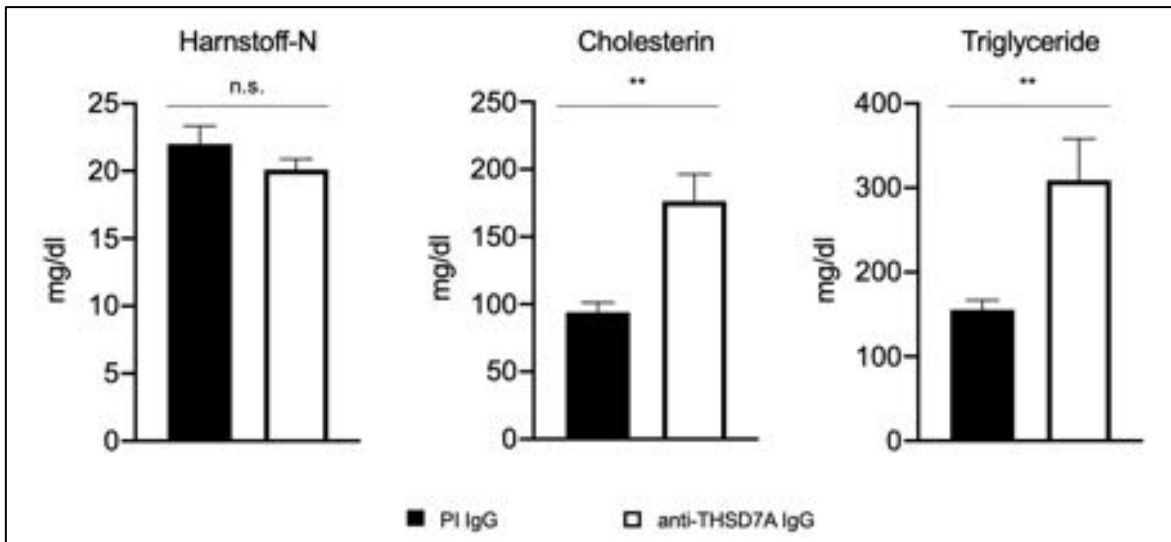 Harnstoff-N
n.s.
25
20
15
10
5
0
mg/dl
Cholesterin
**
250
200
150
100
50
0
mg/dl
Triglyceride
**
400
300
200
100
0
mg/dl
PI IgG
anti-THSD7A IgG